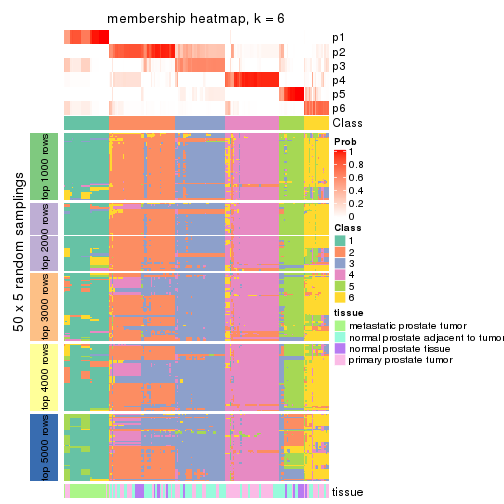 membership heatmap, k = 6
p1
p2
p3
p4
p5
p6
Class
50 x 5 random samplings
top 1000 rows
top 2000 rows
top 3000 rows
top 4000 rows
top 5000 rows
Prob
1
0.8
0.6
0.4
0.2
0
Class
1
2
3
4
5
6
tissue
metastatic prostate tumor
normal prostate adjacent to tumor
normal prostate tissue
primary prostate tumor
tissue